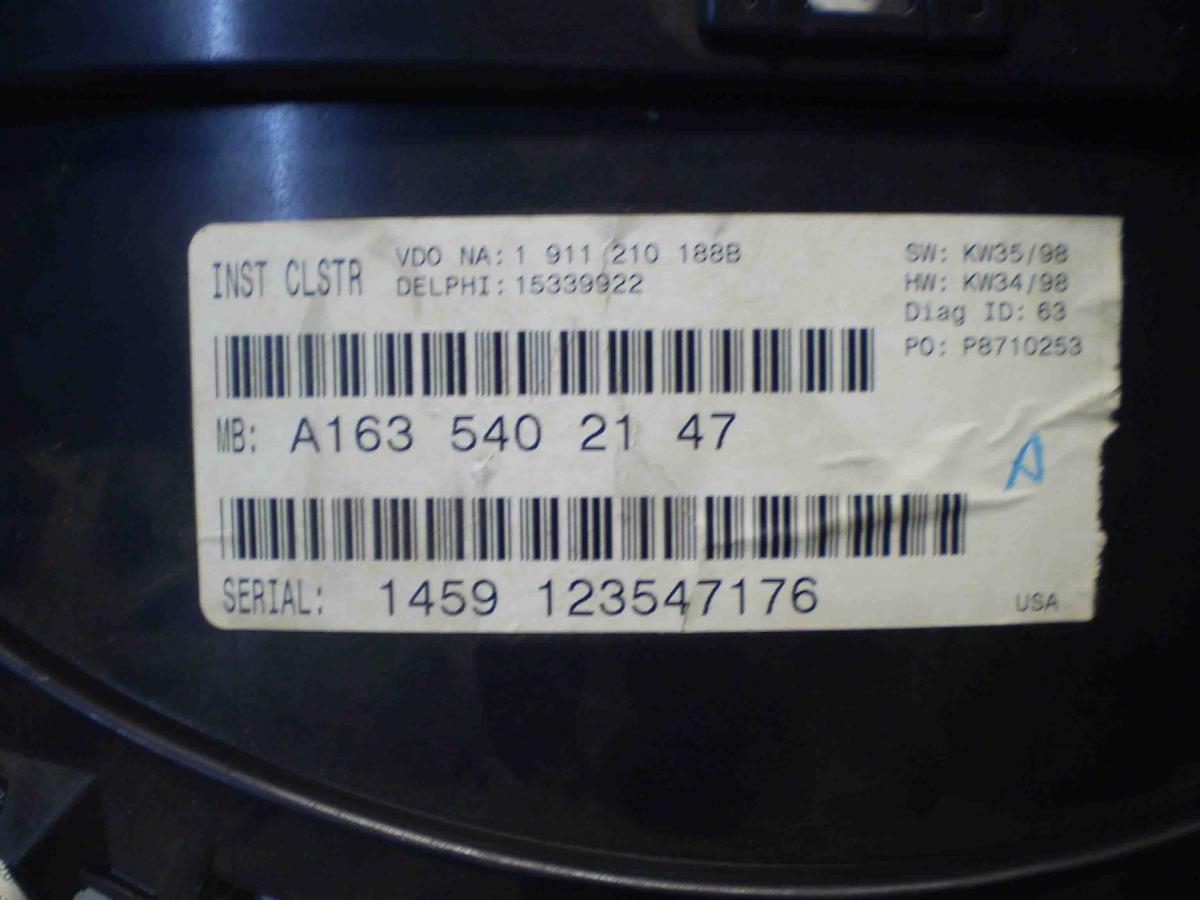 INST CLSTR
VDO NA: 1 911 210 188B
DELPHI: 15339922
SW: KW35/98
HW: KW34/98
Diag ID: 63
PO: P8710253
MB: A163 540 21 47
A
SERIAL: 1459 123547176
USA